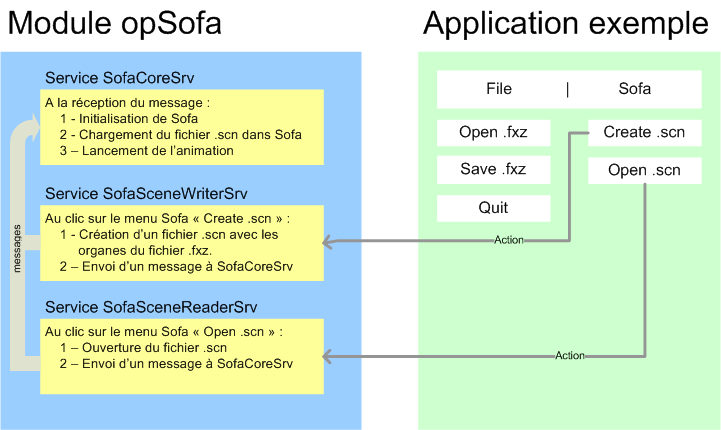 Module opSofa
Service SofaCoreSrv
A la réception du message :
1 - Initialisation de Sofa
2 - Chargement du fichier .scn dans Sofa
3 – Lancement de l'animation
Service SofaSceneWriterSrv
Au clic sur le menu Sofa « Create .scn » :
1 - Création d'un fichier .scn avec les
organes du fichier .fxz.
2 – Envoi d'un message à SofaCoreSrv
Service SofaSceneReaderSrv
Au clic sur le menu Sofa « Open .scn » :
1 – Ouverture du fichier .scn
2 – Envoi d'un message à SofaCoreSrv
messages
Application exemple
File | Sofa
Open .fxz
Create .scn
Save .fxz
Open .scn
Quit
Action
Action